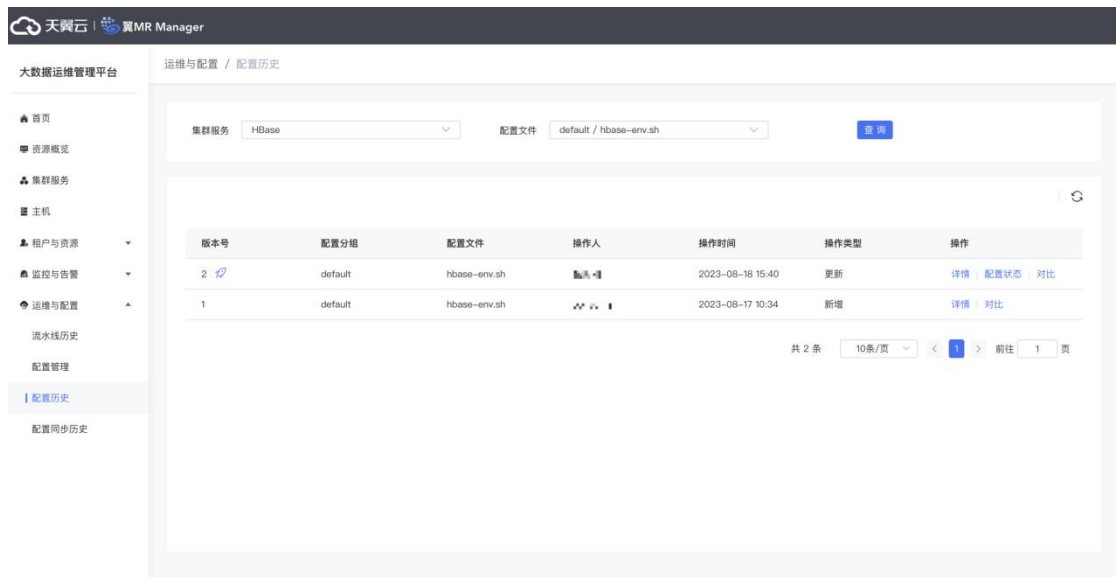 天翼云 | 翼MR Manager
大数据运维管理平台
运维与配置 / 配置历史
首页
资源概览
集群服务
主机
租户与资源
监控与告警
运维与配置
流水线历史
配置管理
配置历史
配置同步历史
集群服务 HBase 配置文件 default / hbase-env.sh 查询
版本号 配置分组 配置文件 操作人 操作时间 操作类型 操作
2 default hbase-env.sh 2023-08-18 15:40 更新 详情 配置状态 对比
1 default hbase-env.sh 2023-08-17 10:34 新增 详情 对比
共 2 条 10条/页 < 1 > 前往 1 页